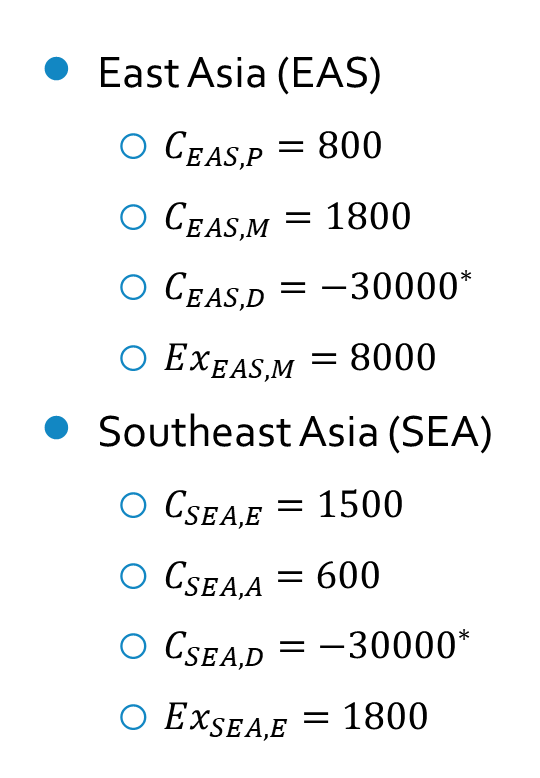 East Asia (EAS)
C_{EAS,P} = 800
C_{EAS,M} = 1800
C_{EAS,D} = −30000*
Ex_{EAS,M} = 8000
Southeast Asia (SEA)
C_{SEA,E} = 1500
C_{SEA,A} = 600
C_{SEA,D} = −30000*
Ex_{SEA,E} = 1800